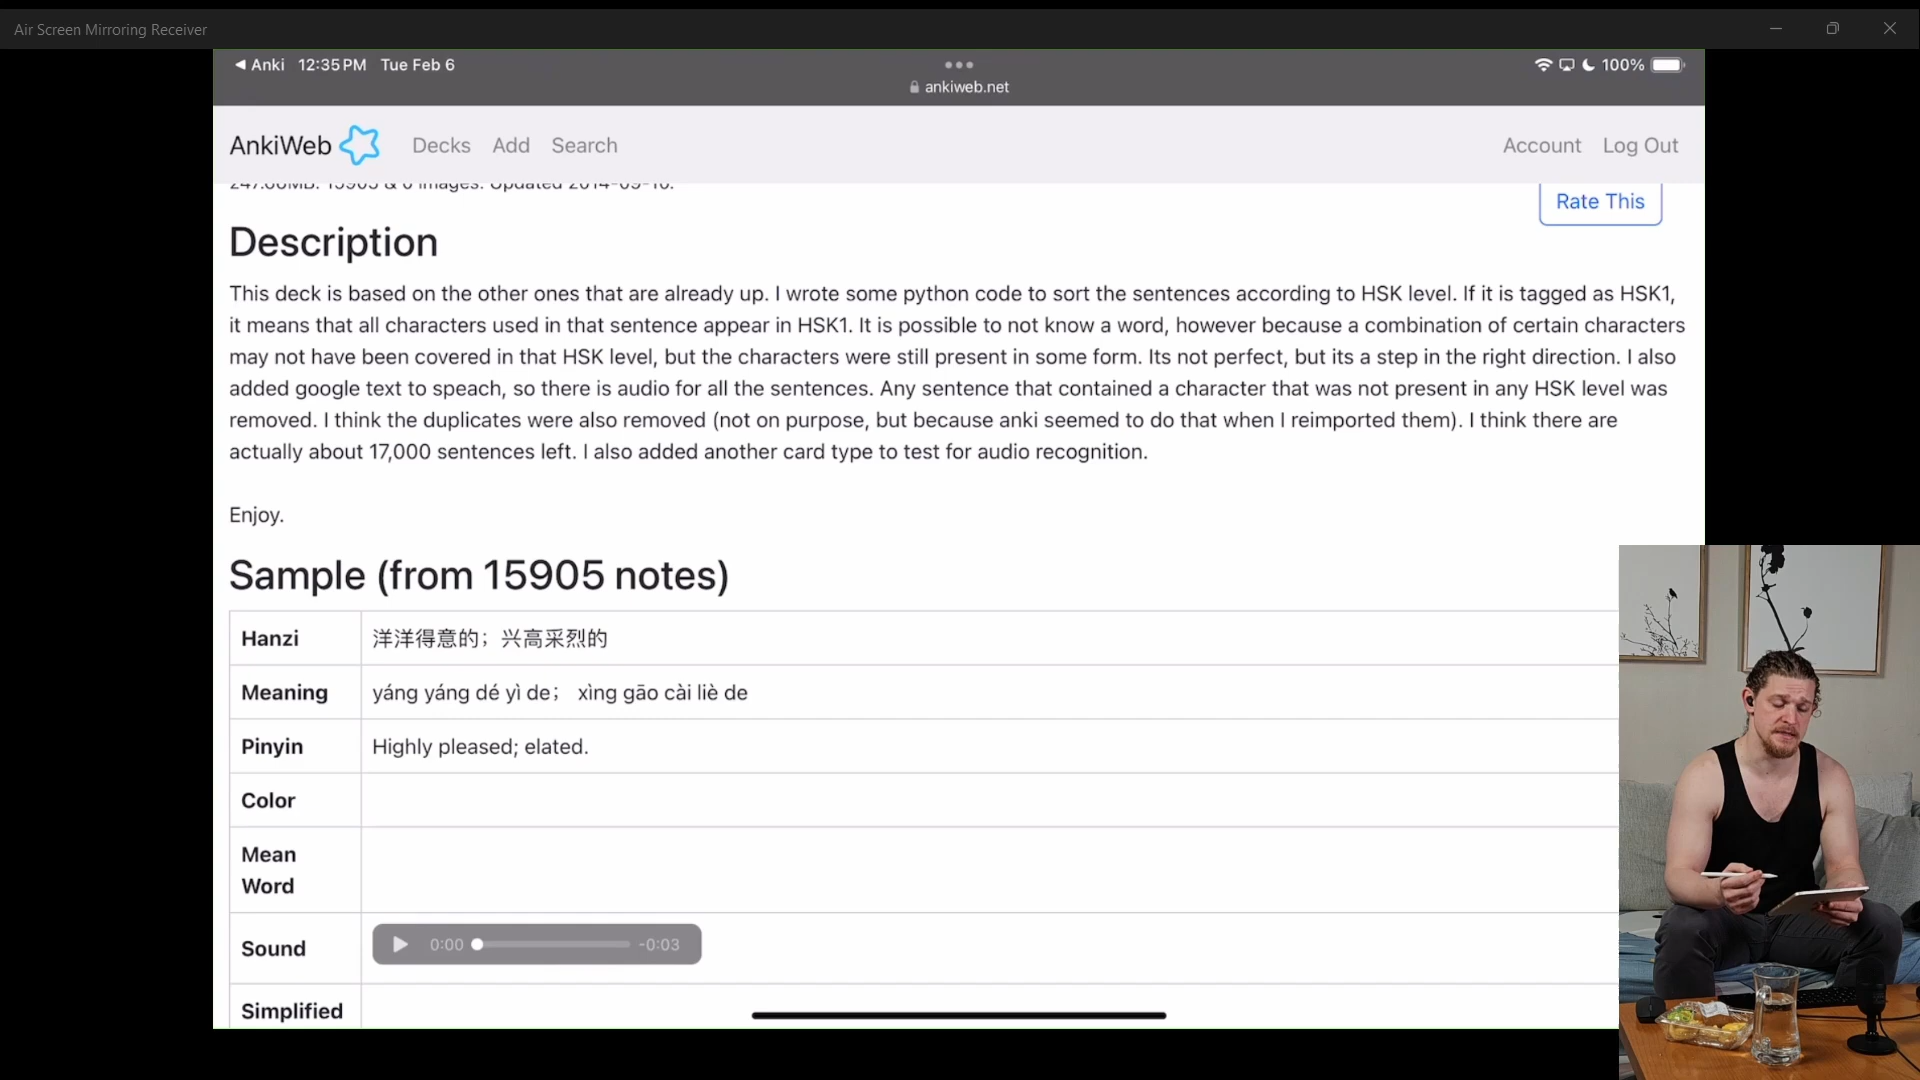 Air Screen Mirroring Receiver
◀ Anki 12:35 PM Tue Feb 6
100%
ankiweb.net
AnkiWeb Decks Add Search Account Log Out
247.66MB. 15905 & 0 images. Updated 2014-09-10.
Rate This
Description
This deck is based on the other ones that are already up. I wrote some python code to sort the sentences according to HSK level. If it is tagged as HSK1,
it means that all characters used in that sentence appear in HSK1. It is possible to not know a word, however because a combination of certain characters
may not have been covered in that HSK level, but the characters were still present in some form. Its not perfect, but its a step in the right direction. I also
added google text to speach, so there is audio for all the sentences. Any sentence that contained a character that was not present in any HSK level was
removed. I think the duplicates were also removed (not on purpose, but because anki seemed to do that when I reimported them). I think there are
actually about 17,000 sentences left. I also added another card type to test for audio recognition.
Enjoy.
Sample (from 15905 notes)
Hanzi 洋洋得意的；兴高采烈的
Meaning yáng yáng dé yì de； xìng gāo cài liè de
Pinyin Highly pleased; elated.
Color
Mean
Word
Sound 0:00 -0:03
Simplified